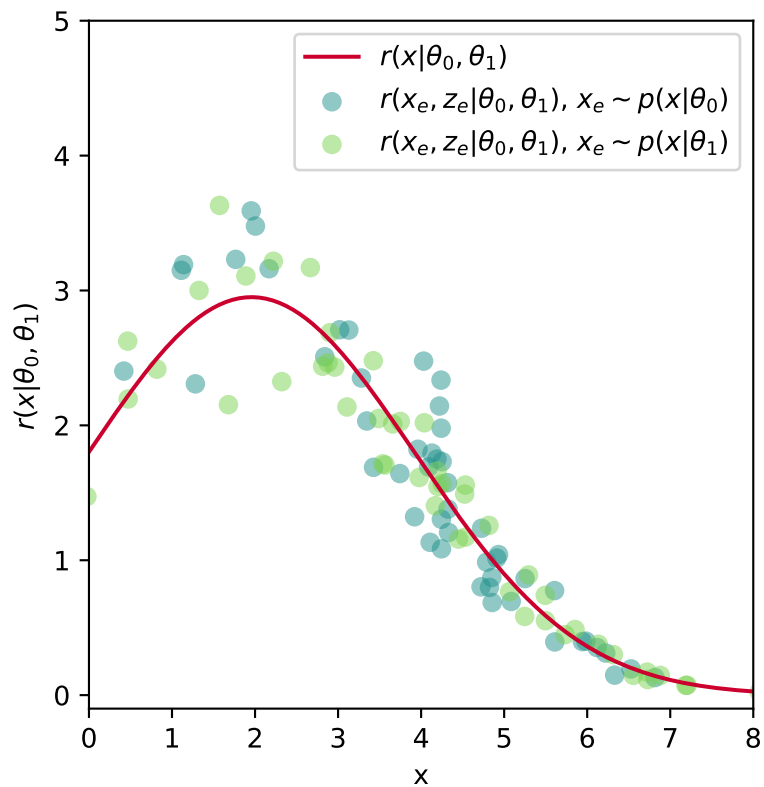 5
4
3
2
1
0
r(x|θ₀, θ₁)
r(x|θ₀, θ₁)
r(xₑ, zₑ|θ₀, θ₁), xₑ ~ p(x|θ₀)
r(xₑ, zₑ|θ₀, θ₁), xₑ ~ p(x|θ₁)
0 1 2 3 4 5 6 7 8
x